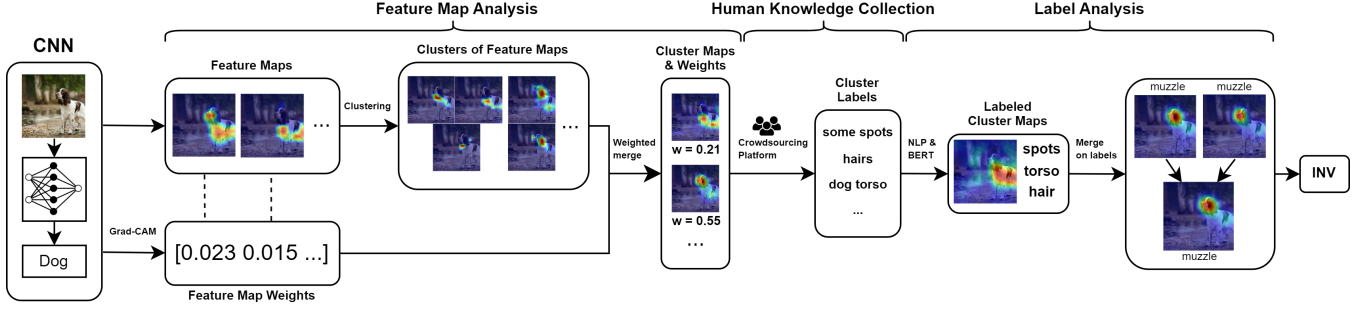 Feature Map Analysis
Human Knowledge Collection
Label Analysis
CNN
Dog
Feature Maps
...
Grad-CAM
[0.023 0.015 ...]
Feature Map Weights
Clustering
Clusters of Feature Maps
...
Weighted
merge
Cluster Maps
& Weights
w = 0.21
w = 0.55
...
Crowdsourcing
Platform
Cluster
Labels
some spots
hairs
dog torso
...
NLP &
BERT
Labeled
Cluster Maps
spots
torso
hair
Merge
on labels
muzzle
muzzle
muzzle
INV